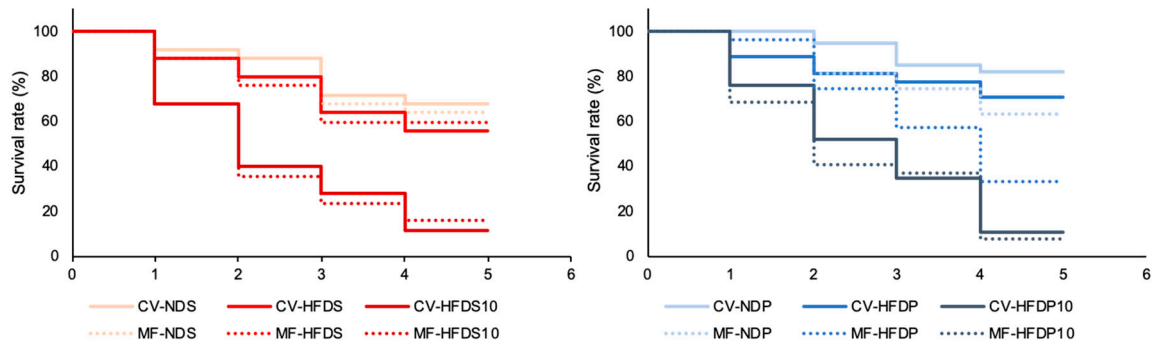 Survival rate (%)
100
80
60
40
20
0
0 1 2 3 4 5 6
CV-NDS CV-HFDS CV-HFDS10
MF-NDS MF-HFDS MF-HFDS10
Survival rate (%)
100
80
60
40
20
0
0 1 2 3 4 5 6
CV-NDP CV-HFDP CV-HFDP10
MF-NDP MF-HFDP MF-HFDP10